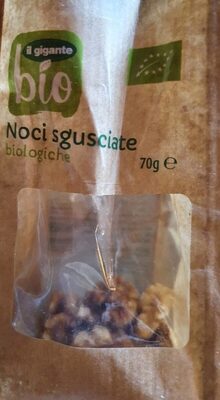 il gigante
bio
Noci sgusciate
biologiche
70g e